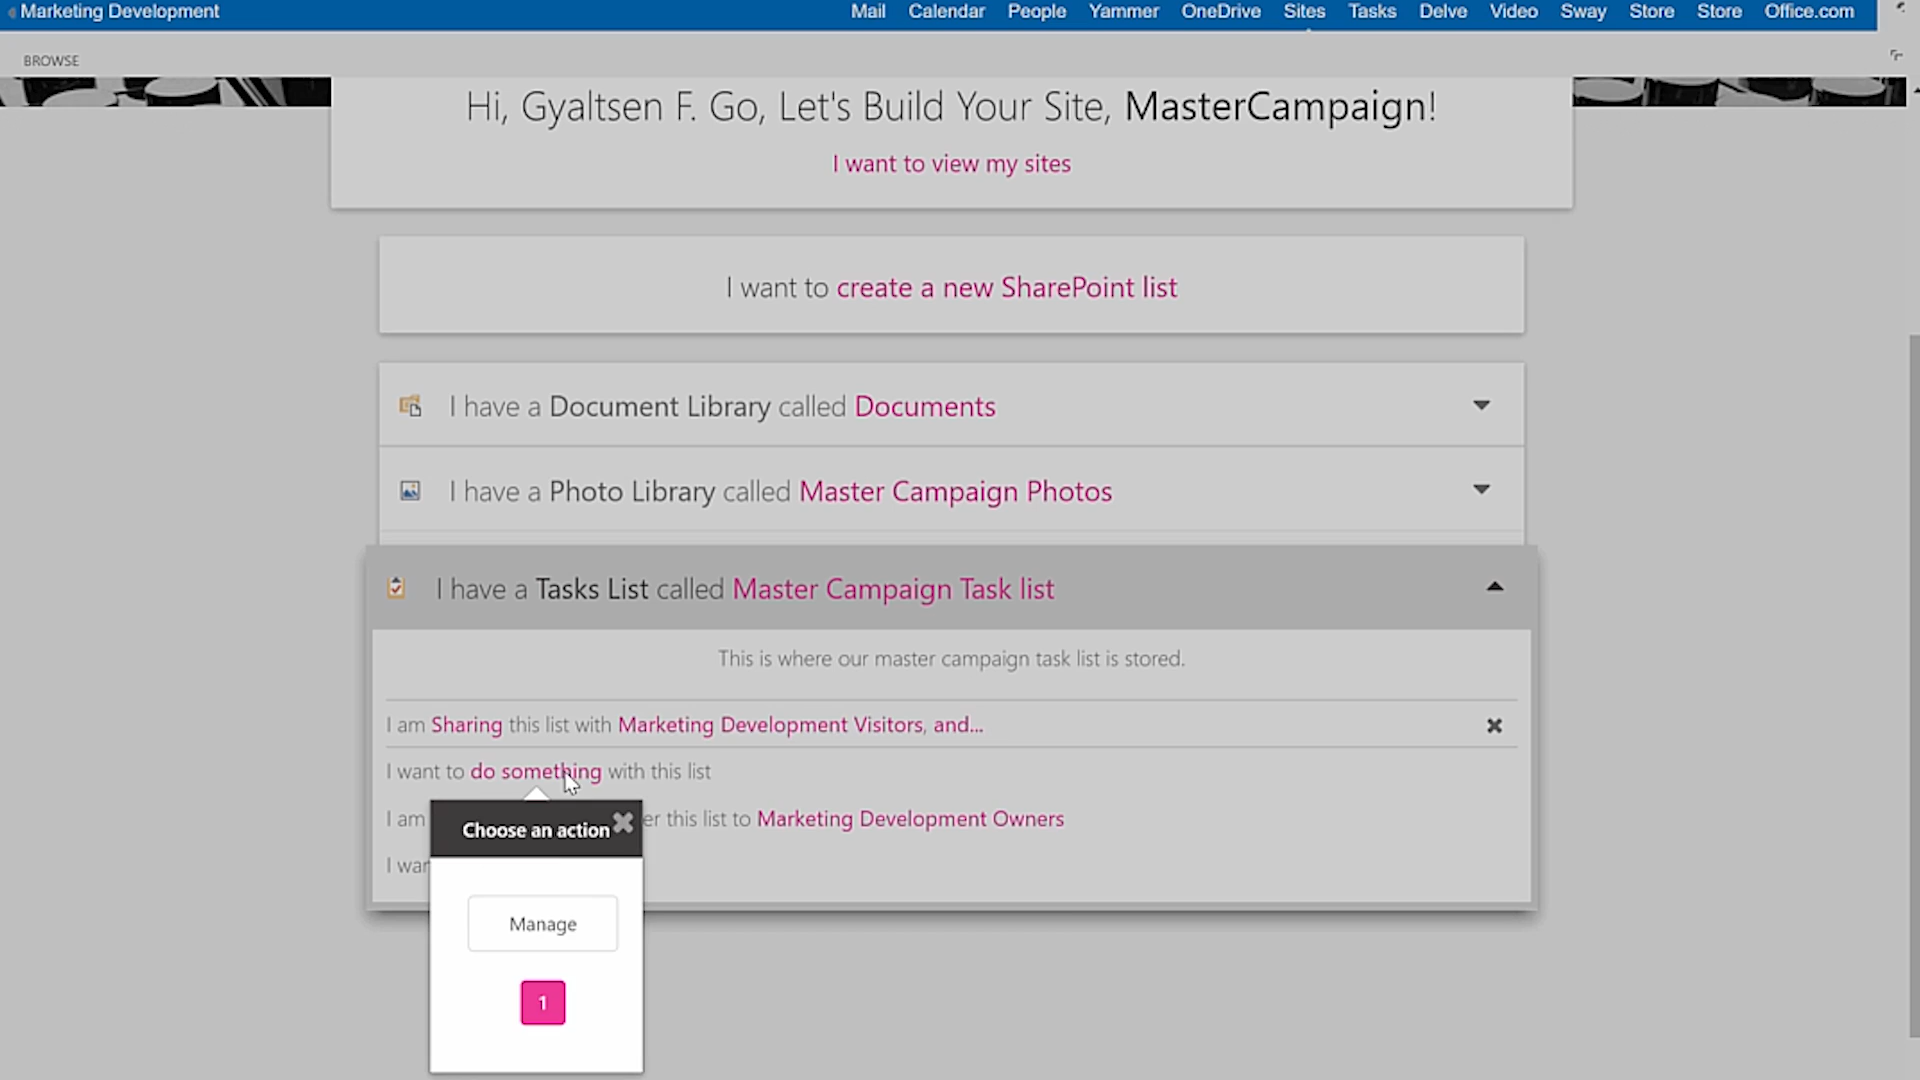 Marketing Development
Mail Calendar People Yammer OneDrive Sites Tasks Delve Video Sway Store Store Office.com
BROWSE
Hi, Gyaltsen F. Go, Let's Build Your Site, MasterCampaign!
I want to view my sites
I want to create a new SharePoint list
I have a Document Library called Documents
I have a Photo Library called Master Campaign Photos
I have a Tasks List called Master Campaign Task list
This is where our master campaign task list is stored.
I am Sharing this list with Marketing Development Visitors, and...
I want to do something with this list
I am er this list to Marketing Development Owners
I war
Choose an action
Manage
1